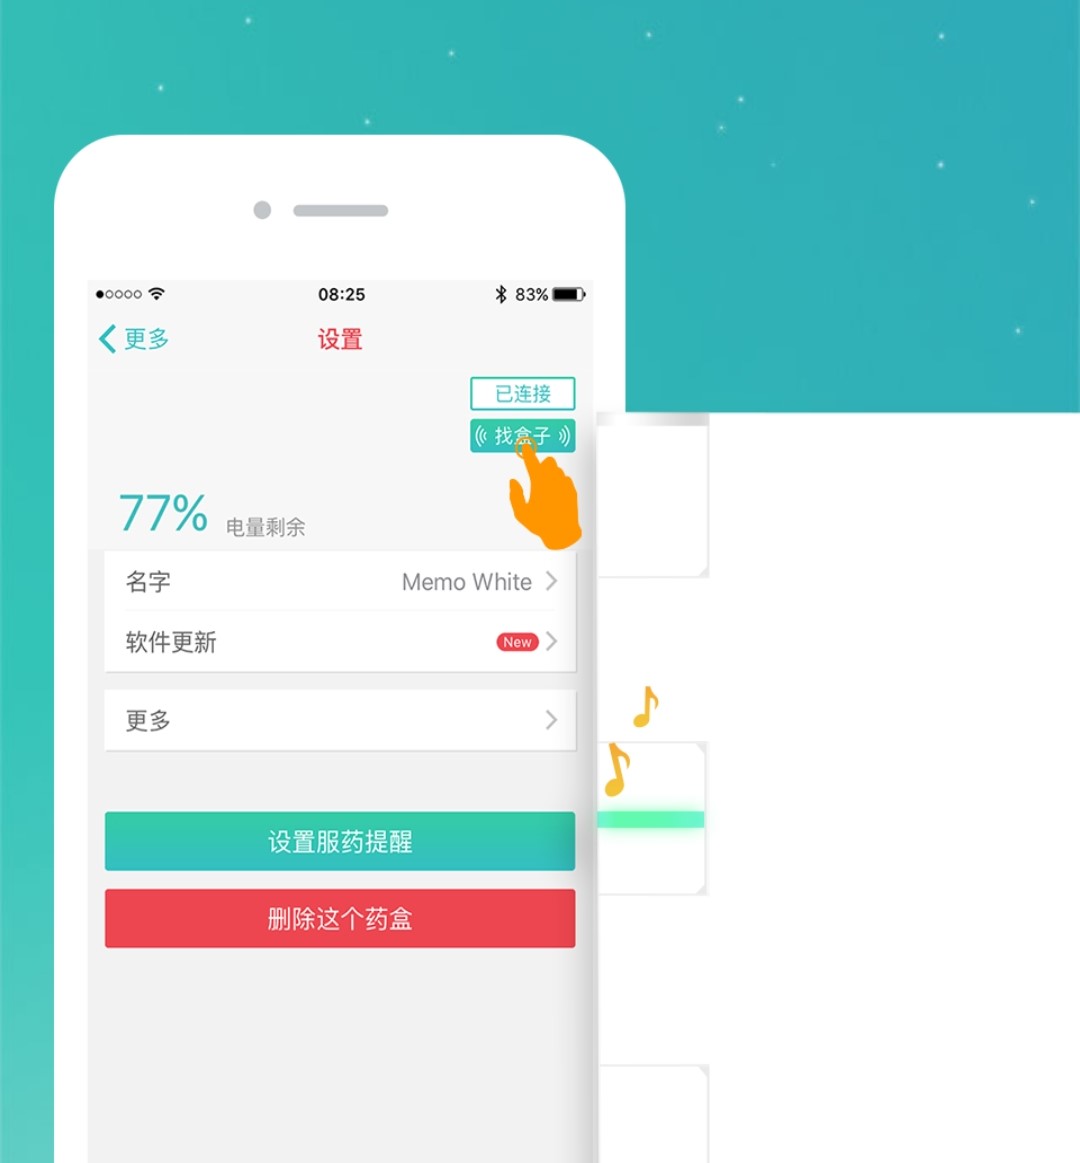 08:25
83%
更多
设置
已连接
找盒子
77% 电量剩余
名字 Memo White
软件更新 New
更多
设置服药提醒
删除这个药盒